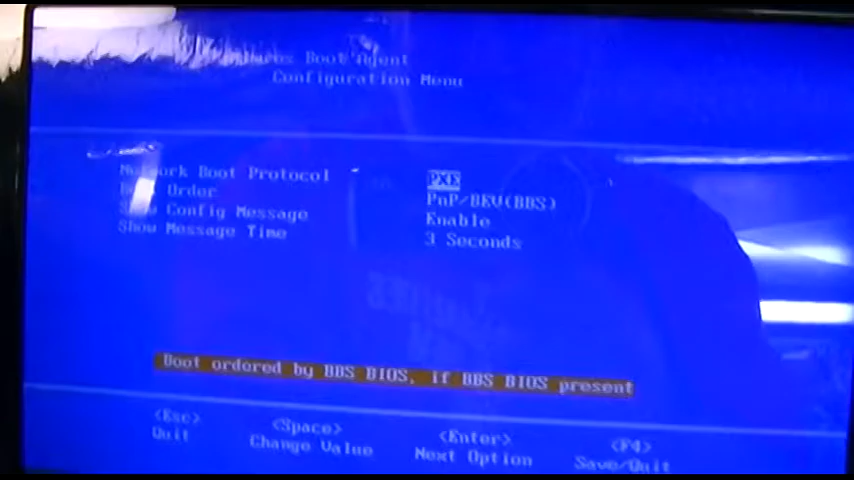 Boot Agent
Configuration Menu
Network Boot Protocol PXE
Boot Order PnP/BEV(BBS)
Show Config Message Enable
Show Message Time 3 Seconds
Boot ordered by BBS BIOS, if BBS BIOS present
<Esc> <Space> <Enter> <F4>
Quit Change Value Next Option Save/Quit